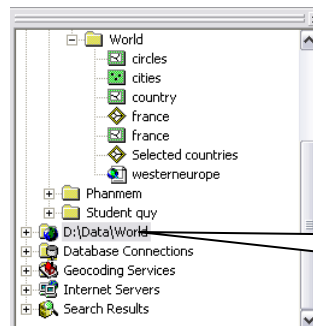 World
circles
cities
country
france
france
Selected countries
westerneurope
Phanmem
Student quy
D:\Data\World
Database Connections
Geocoding Services
Internet Servers
Search Results